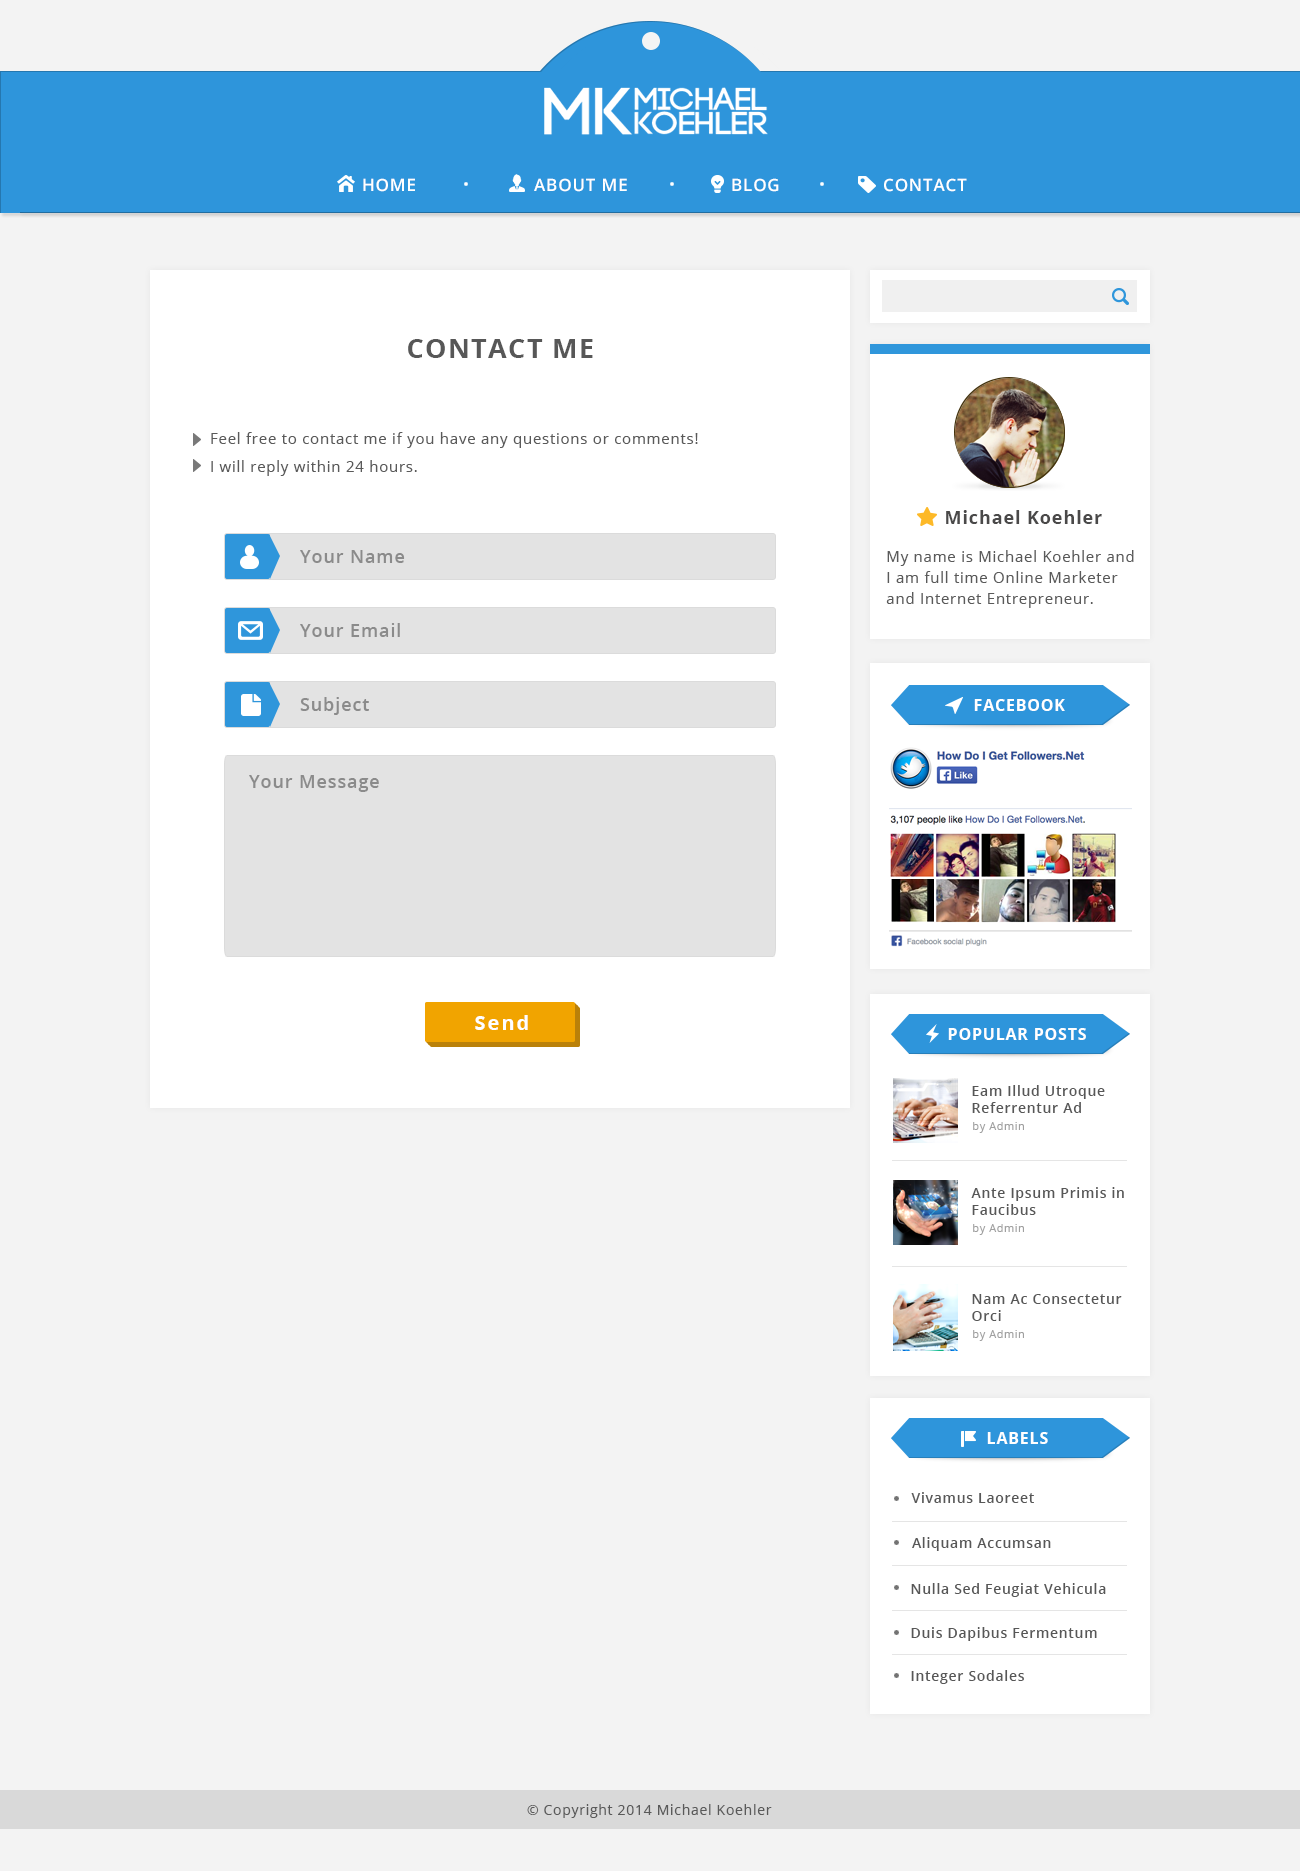 MK MICHAEL
KOEHLER
HOME • ABOUT ME • BLOG • CONTACT
CONTACT ME
Feel free to contact me if you have any questions or comments!
I will reply within 24 hours.
Your Name
Your Email
Subject
Your Message
Send
Michael Koehler
My name is Michael Koehler and
I am full time Online Marketer
and Internet Entrepreneur.
FACEBOOK
How Do I Get Followers.Net
Like
3,107 people like How Do I Get Followers.Net.
Facebook social plugin
POPULAR POSTS
Eam Illud Utroque
Referrentur Ad
by Admin
Ante Ipsum Primis in
Faucibus
by Admin
Nam Ac Consectetur
Orci
by Admin
LABELS
• Vivamus Laoreet
• Aliquam Accumsan
• Nulla Sed Feugiat Vehicula
• Duis Dapibus Fermentum
• Integer Sodales
© Copyright 2014 Michael Koehler